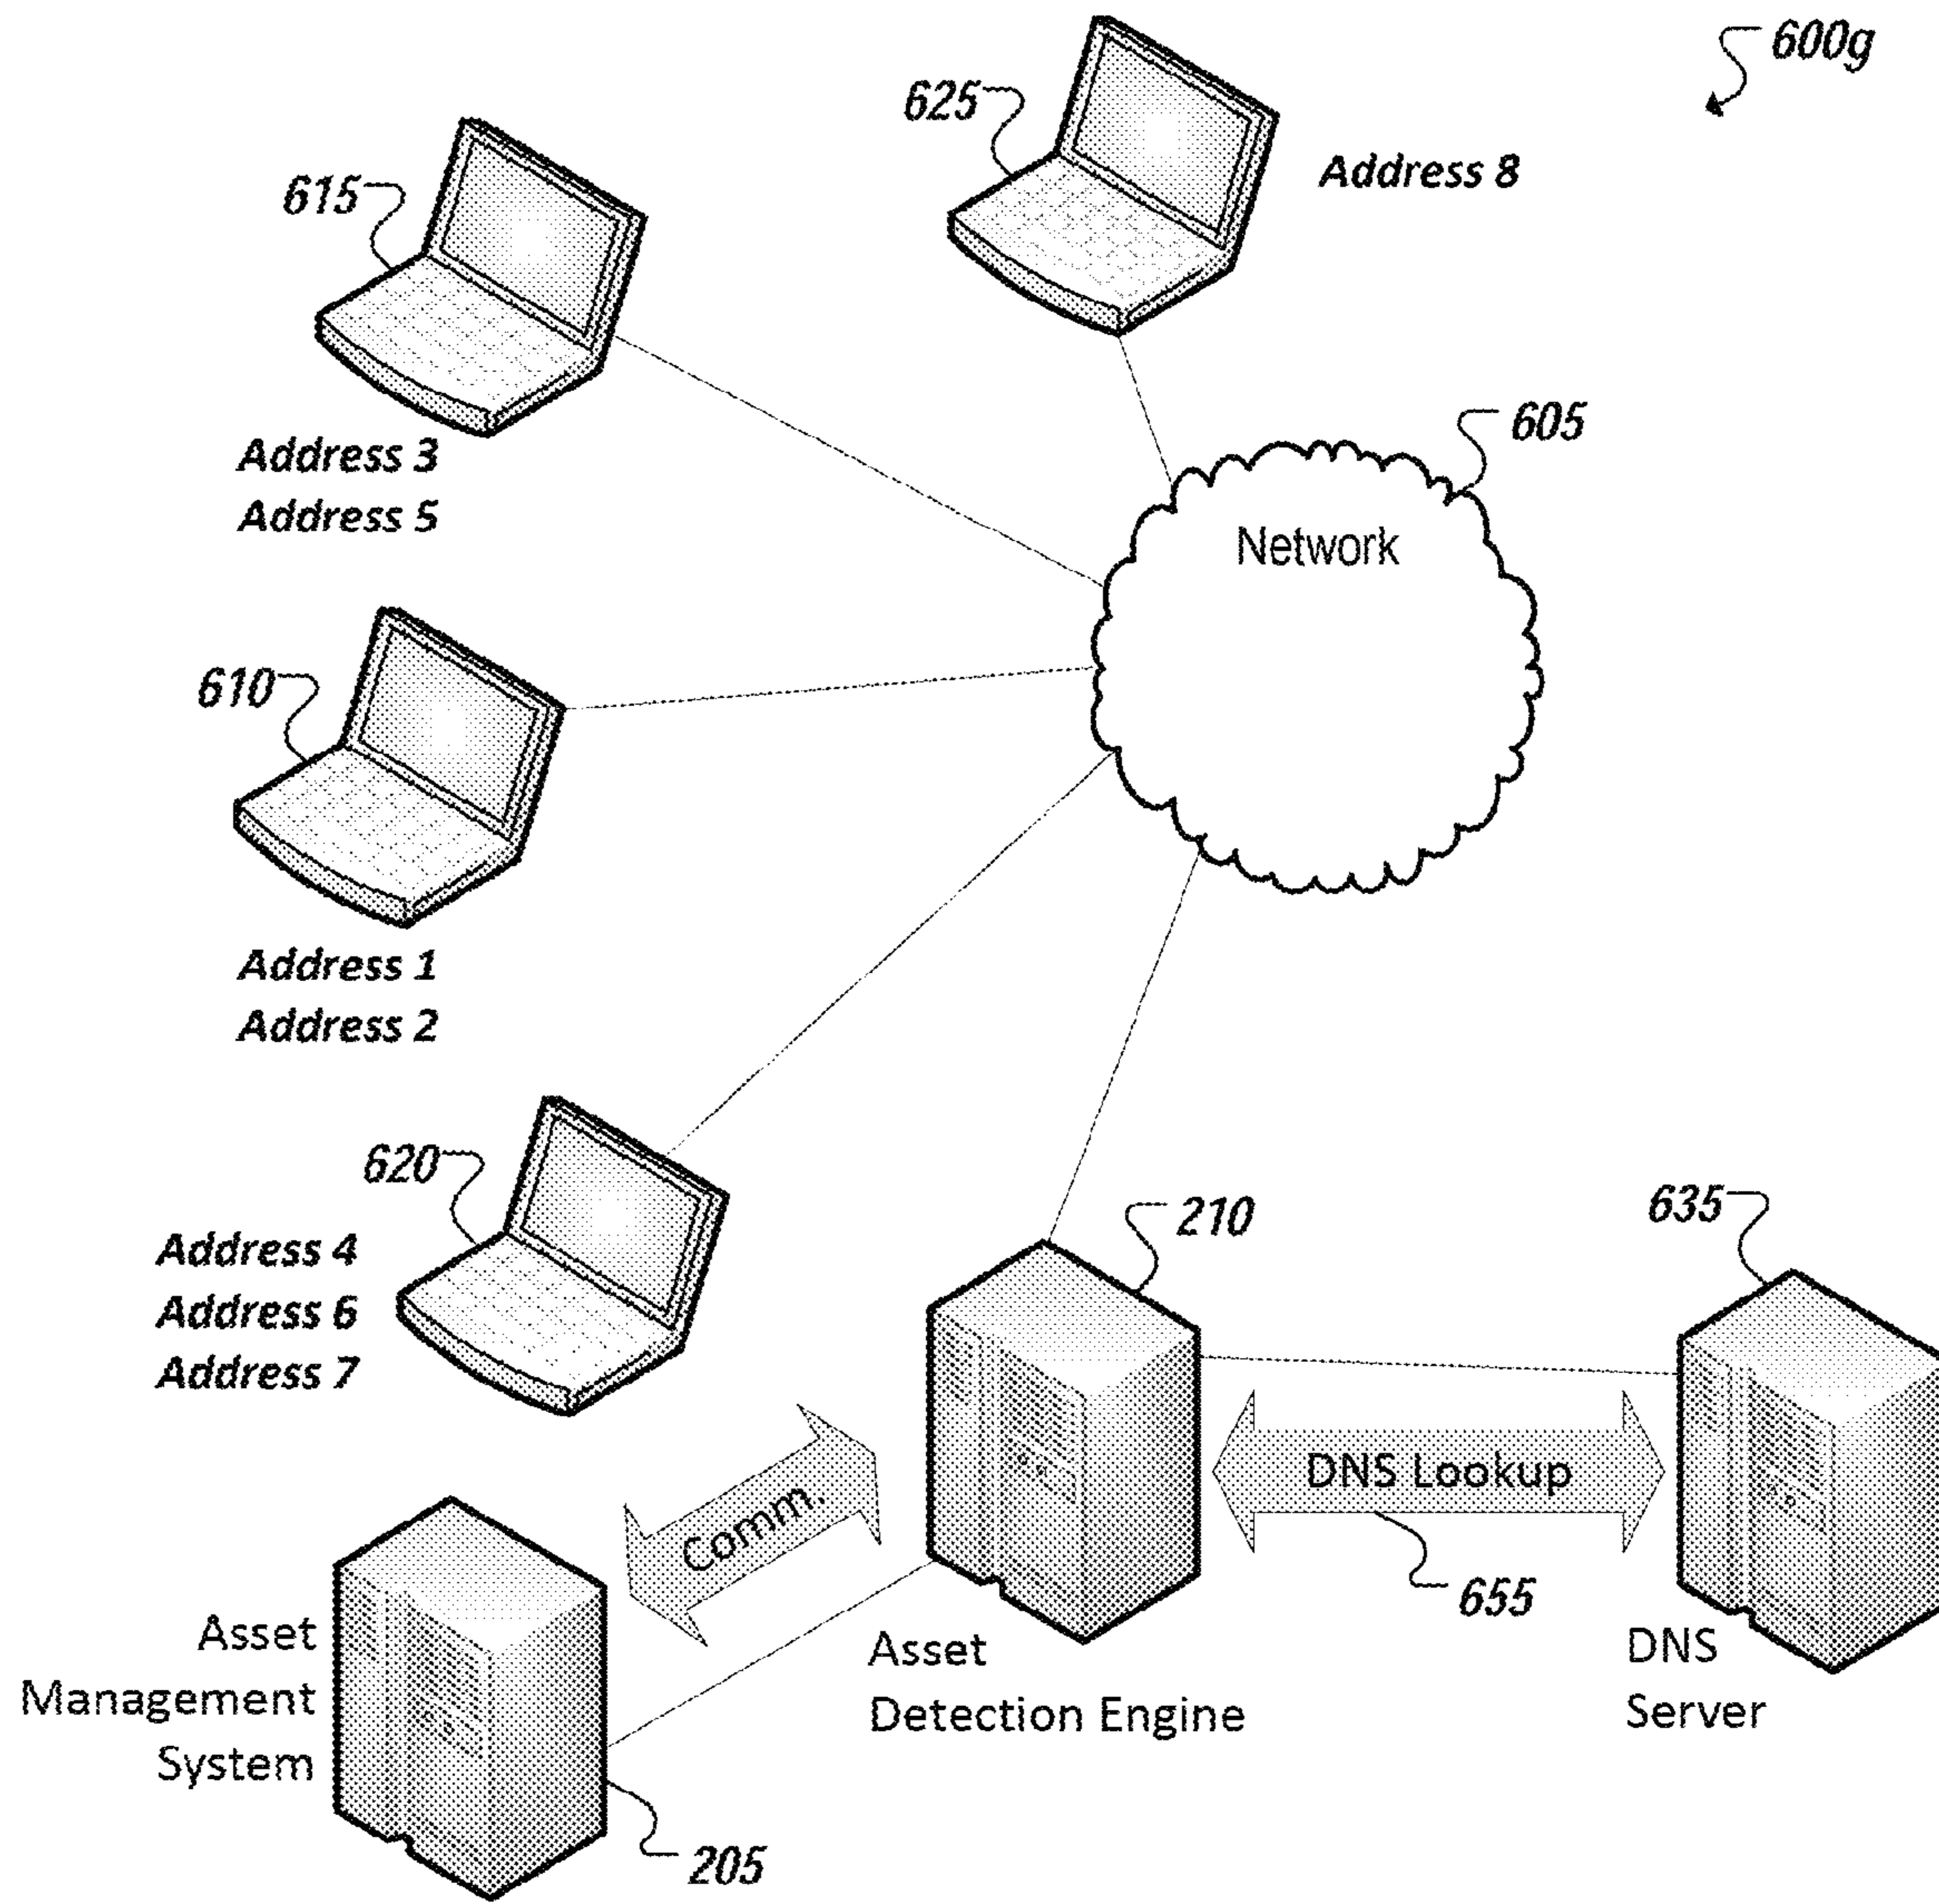 600g
625
Address 8
615
605
Address 3
Address 5
Network
610
Address 1
Address 2
620
210
635
Address 4
Address 6
Address 7
DNS Lookup
Comm.
655
Asset
Management
System
Asset
Detection Engine
DNS
Server
205